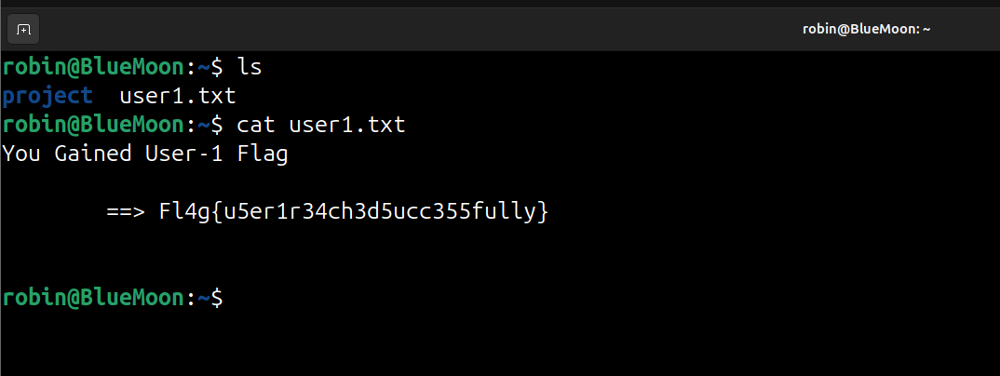 robin@BlueMoon: ~
robin@BlueMoon:~$ ls
project  user1.txt
robin@BlueMoon:~$ cat user1.txt
You Gained User-1 Flag
==> Fl4g{u5er1r34ch3d5ucc355fully}
robin@BlueMoon:~$